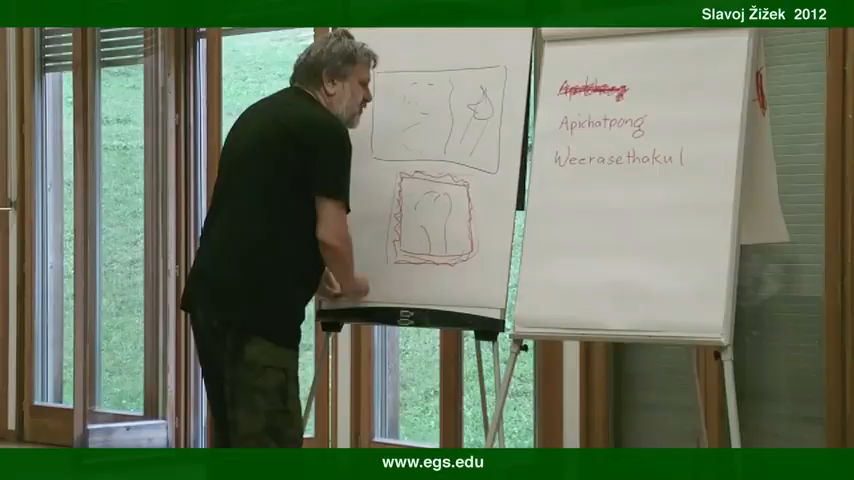 Slavoj Žižek 2012
Apichatpong
Weerasethakul
www.egs.edu